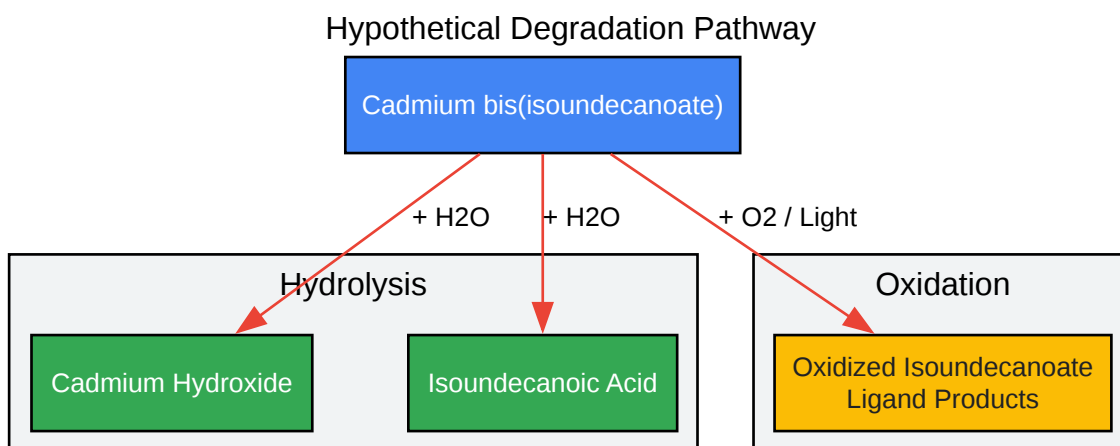 Hypothetical Degradation Pathway
Cadmium bis(isoundecanoate)
+ H2O
+ H2O
+ O2 / Light
Hydrolysis
Oxidation
Cadmium Hydroxide
Isoundecanoic Acid
Oxidized Isoundecanoate
Ligand Products